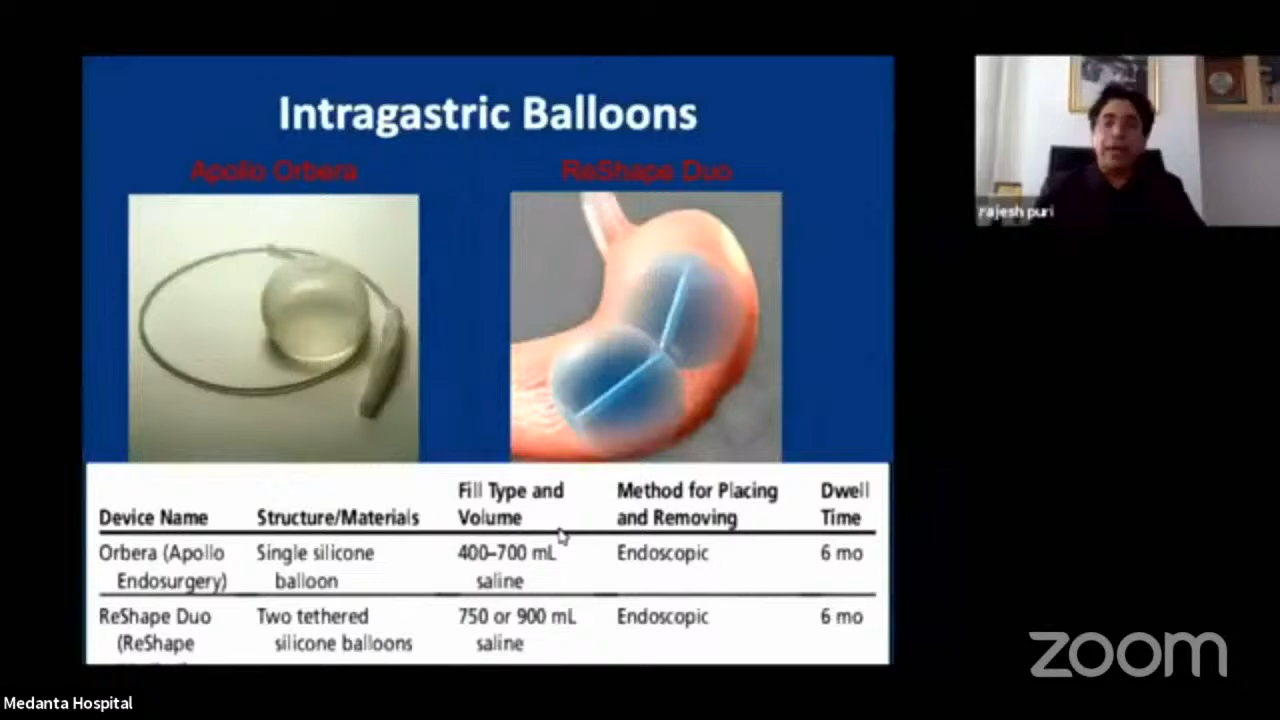 Intragastric Balloons
Apollo Orbera
ReShape Duo
rajesh puri
Device Name
Structure/Materials
Fill Type and
Volume
Method for Placing
and Removing
Dwell
Time
Orbera (Apollo
Endosurgery)
Single silicone
balloon
400–700 mL
saline
Endoscopic
6 mo
ReShape Duo
(ReShape
Two tethered
silicone balloons
750 or 900 mL
saline
Endoscopic
6 mo
zoom
Medanta Hospital